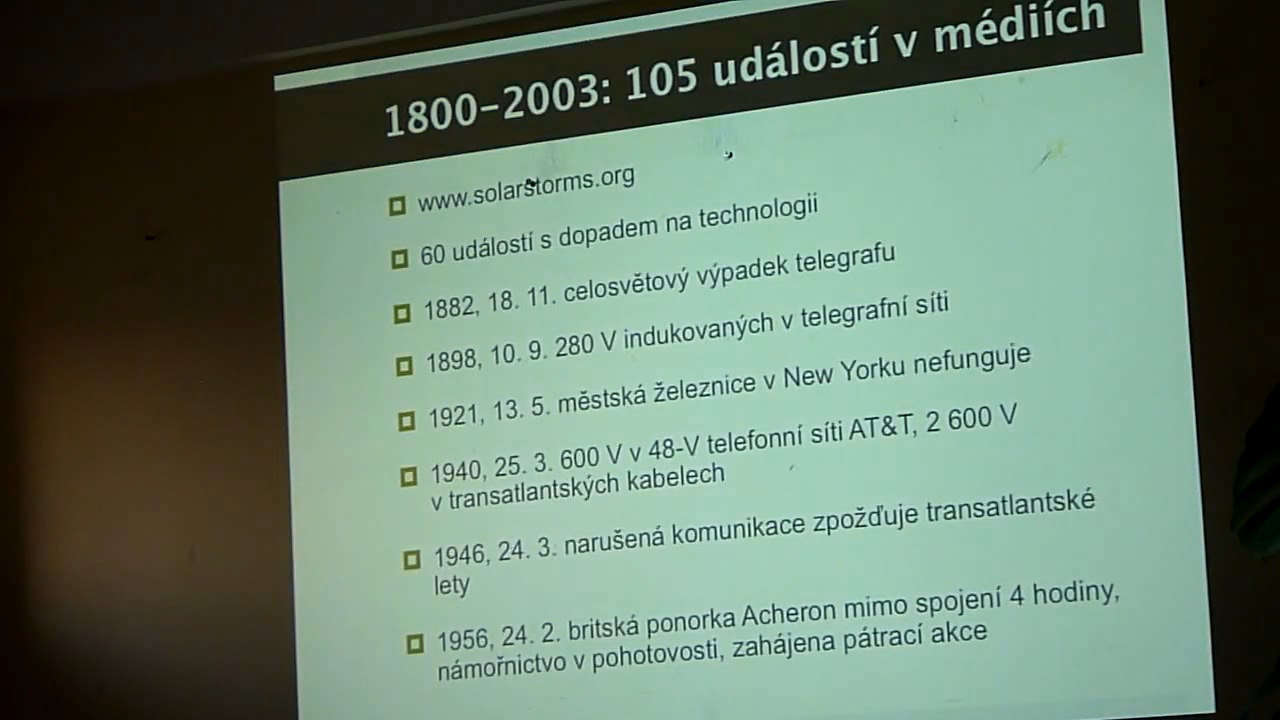 1800–2003: 105 událostí v médiích
www.solarstorms.org
60 událostí s dopadem na technologii
1882, 18. 11. celosvětový výpadek telegrafu
1898, 10. 9. 280 V indukovaných v telegrafní síti
1921, 13. 5. městská železnice v New Yorku nefunguje
1940, 25. 3. 600 V v 48-V telefonní síti AT&T, 2 600 V
v transatlantských kabelech
1946, 24. 3. narušená komunikace zpožďuje transatlantské
lety
1956, 24. 2. britská ponorka Acheron mimo spojení 4 hodiny,
námořnictvo v pohotovosti, zahájena pátrací akce